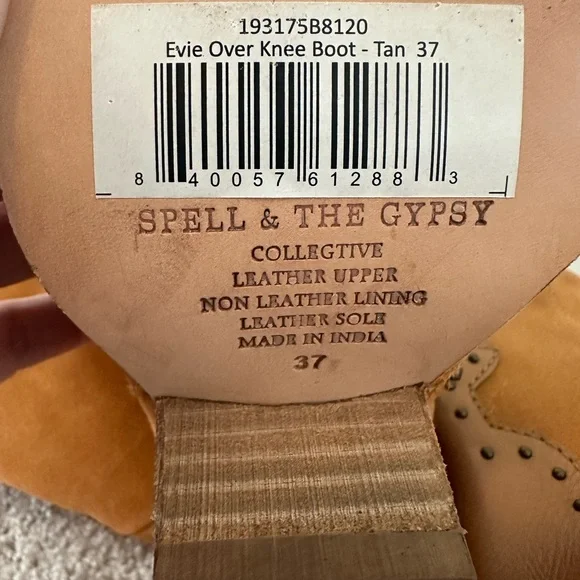 193175B8120
Evie Over Knee Boot - Tan 37
8 40057 61288 3
SPELL & THE GYPSY
COLLEGTIVE
LEATHER UPPER
NON LEATHER LINING
LEATHER SOLE
MADE IN INDIA
37